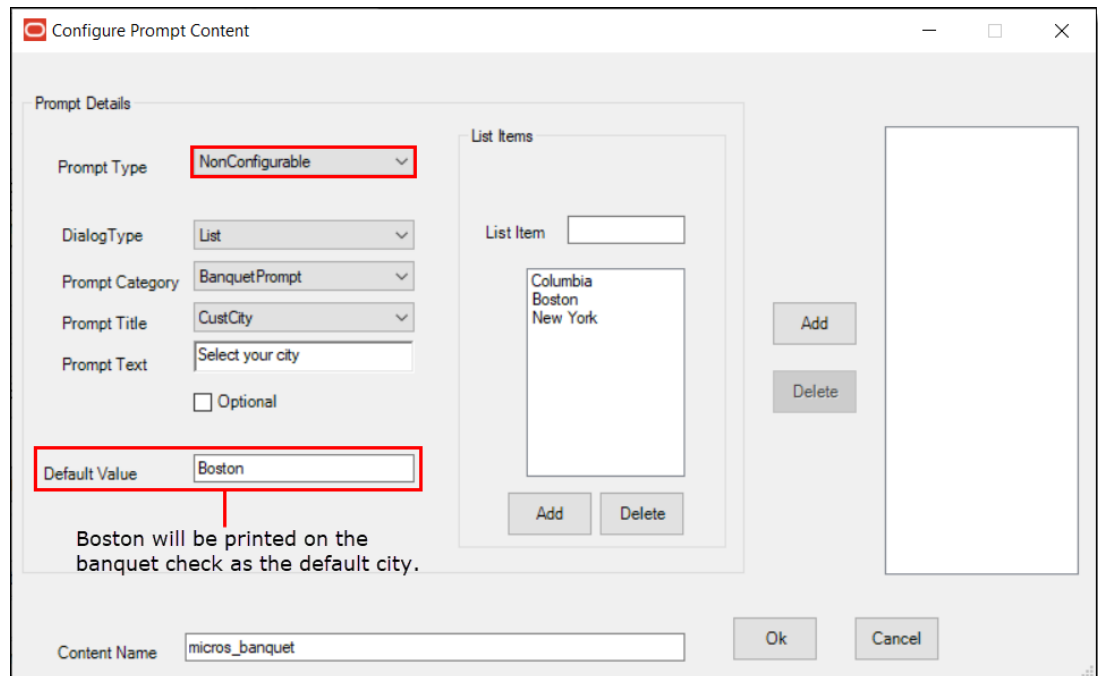 Configure Prompt Content
Prompt Details
Prompt Type
NonConfigurable
DialogType
List
Prompt Category
BanquetPrompt
Prompt Title
CustCity
Prompt Text
Select your city
Optional
Default Value
Boston
Boston will be printed on the
banquet check as the default city.
List Items
List Item
Columbia
Boston
New York
Add
Delete
Add
Delete
Content Name
micros_banquet
Ok
Cancel